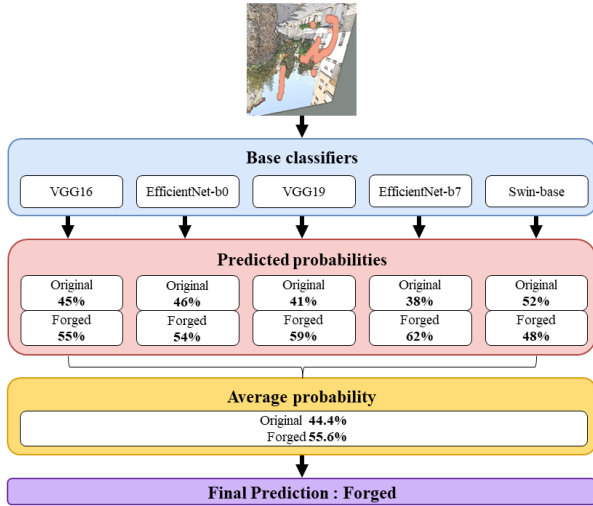 Base classifiers
VGG16 EfficientNet-b0 VGG19 EfficientNet-b7 Swin-base
Predicted probabilities
Original Original Original Original Original
45% 46% 41% 38% 52%
Forged Forged Forged Forged Forged
55% 54% 59% 62% 48%
Average probability
Original 44.4%
Forged 55.6%
Final Prediction : Forged